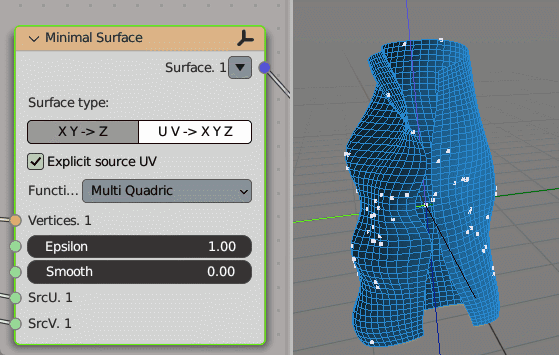 Minimal Surface
Surface. 1
Surface type:
X Y -> Z
U V -> X Y Z
Explicit source UV
Functi... Multi Quadric
Vertices. 1
Epsilon 1.00
Smooth 0.00
SrcU. 1
SrcV. 1